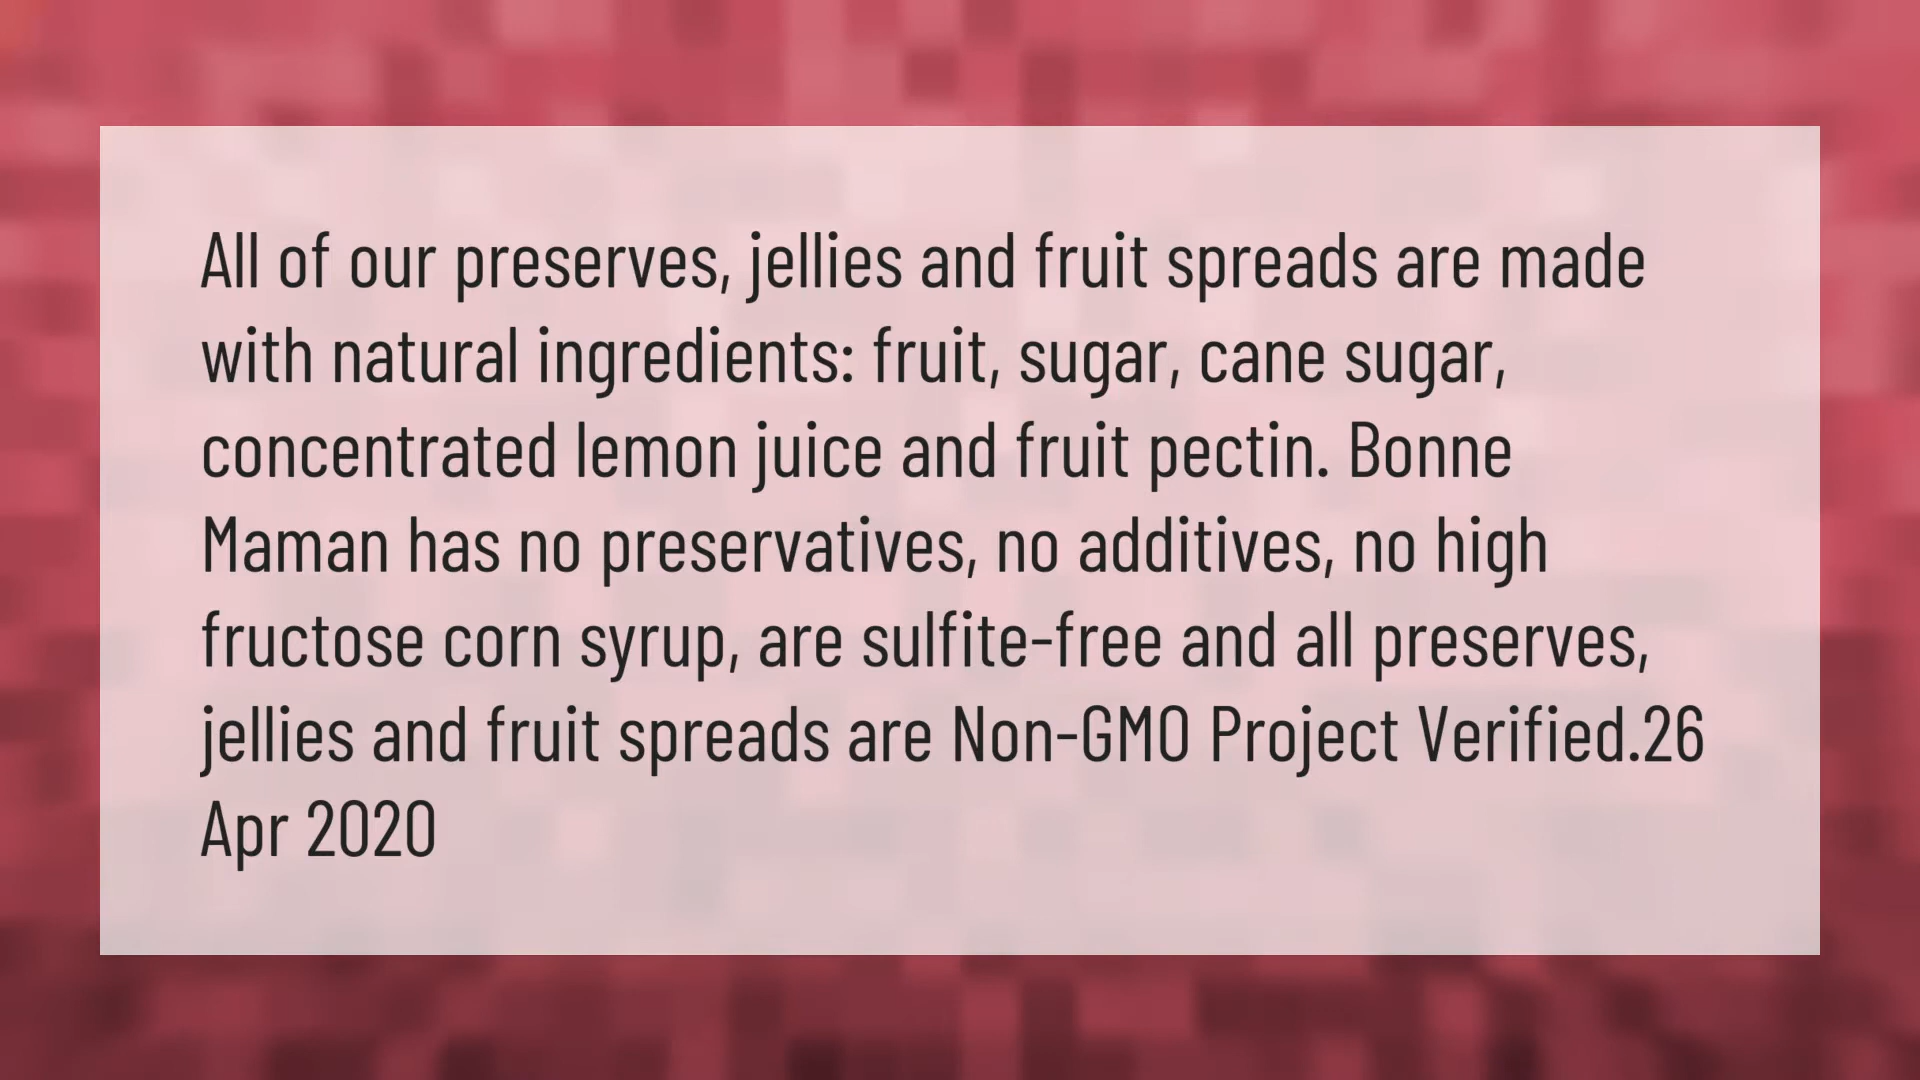 All of our preserves, jellies and fruit spreads are made
with natural ingredients: fruit, sugar, cane sugar,
concentrated lemon juice and fruit pectin. Bonne
Maman has no preservatives, no additives, no high
fructose corn syrup, are sulfite-free and all preserves,
jellies and fruit spreads are Non-GMO Project Verified.26
Apr 2020